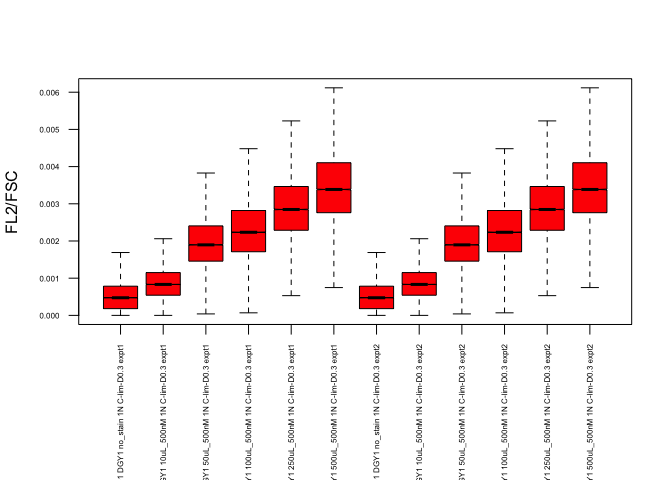 FL2/FSC
0.006
0.005
0.004
0.003
0.002
0.001
0.000
1 DGY1 no_stain 1N C-lim-D0.3 expt1
GY1 10uL_500nM 1N C-lim-D0.3 expt1
GY1 50uL_500nM 1N C-lim-D0.3 expt1
Y1 100uL_500nM 1N C-lim-D0.3 expt1
Y1 250uL_500nM 1N C-lim-D0.3 expt1
Y1 500uL_500nM 1N C-lim-D0.3 expt1
1 DGY1 no_stain 1N C-lim-D0.3 expt2
GY1 10uL_500nM 1N C-lim-D0.3 expt2
GY1 50uL_500nM 1N C-lim-D0.3 expt2
Y1 100uL_500nM 1N C-lim-D0.3 expt2
Y1 250uL_500nM 1N C-lim-D0.3 expt2
Y1 500uL_500nM 1N C-lim-D0.3 expt2